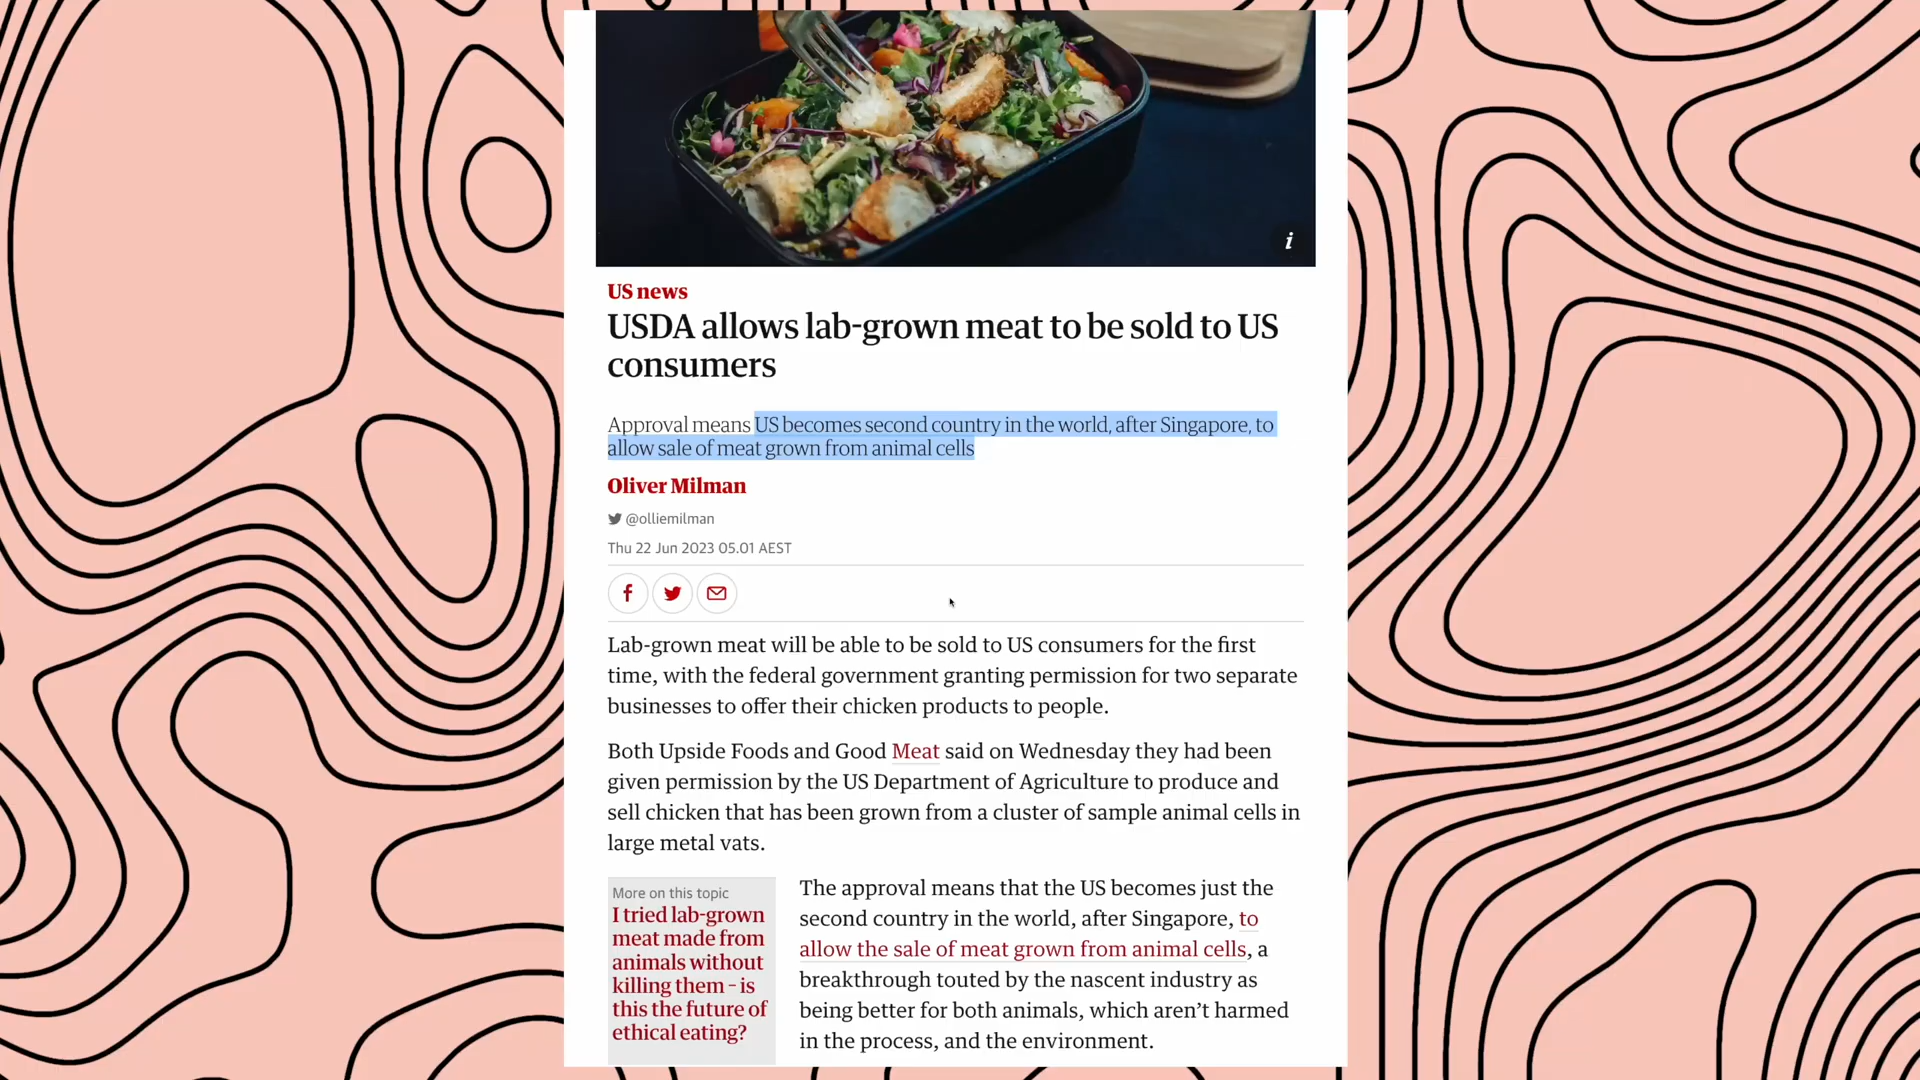 i
US news
USDA allows lab-grown meat to be sold to US
consumers
Approval means US becomes second country in the world, after Singapore, to
allow sale of meat grown from animal cells
Oliver Milman
@olliemilman
Thu 22 Jun 2023 05.01 AEST
f
Lab-grown meat will be able to be sold to US consumers for the first
time, with the federal government granting permission for two separate
businesses to offer their chicken products to people.
Both Upside Foods and Good Meat said on Wednesday they had been
given permission by the US Department of Agriculture to produce and
sell chicken that has been grown from a cluster of sample animal cells in
large metal vats.
More on this topic
I tried lab-grown
meat made from
animals without
killing them – is
this the future of
ethical eating?
The approval means that the US becomes just the
second country in the world, after Singapore, to
allow the sale of meat grown from animal cells, a
breakthrough touted by the nascent industry as
being better for both animals, which aren’t harmed
in the process, and the environment.